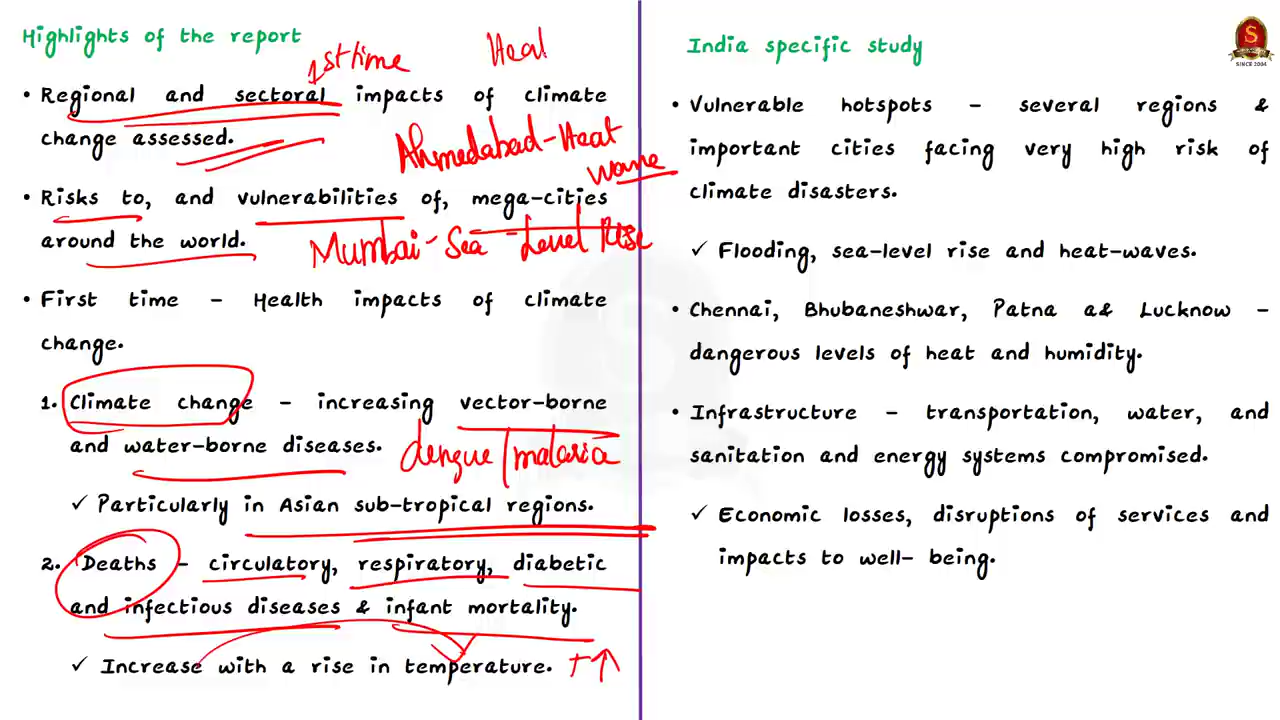 Highlights of the report
1st time
Heal
• Regional and sectoral impacts of climate
change assessed.
Ahmedabad - Heat
wave
• Risks to, and vulnerabilities of, mega-cities
around the world.
Mumbai - Sea - Level Rise
• First time - Health impacts of climate
change.
1. Climate change - increasing vector-borne
and water-borne diseases.
dengue / malaria
✓ Particularly in Asian sub-tropical regions.
2. Deaths - circulatory, respiratory, diabetic
and infectious diseases & infant mortality.
✓ Increase with a rise in temperature.
T↑
India specific study
• Vulnerable hotspots - several regions &
important cities facing very high risk of
climate disasters.
✓ Flooding, sea-level rise and heat-waves.
• Chennai, Bhubaneshwar, Patna a& Lucknow -
dangerous levels of heat and humidity.
• Infrastructure - transportation, water, and
sanitation and energy systems compromised.
✓ Economic losses, disruptions of services and
impacts to well- being.
S
SINCE 2004